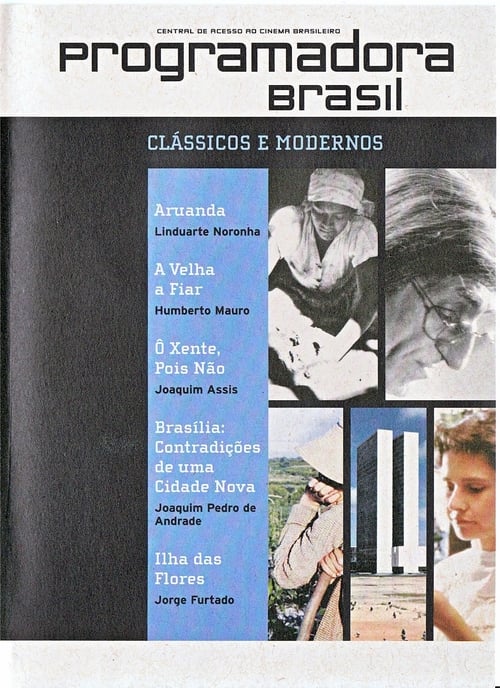 CENTRAL DE ACESSO AO CINEMA BRASILEIRO
programadora
Brasil
CLÁSSICOS E MODERNOS
Aruanda
Linduarte Noronha
A Velha
a Fiar
Humberto Mauro
Ô Xente,
Pois Não
Joaquim Assis
Brasília:
Contradições
de uma
Cidade Nova
Joaquim Pedro de
Andrade
Ilha das
Flores
Jorge Furtado